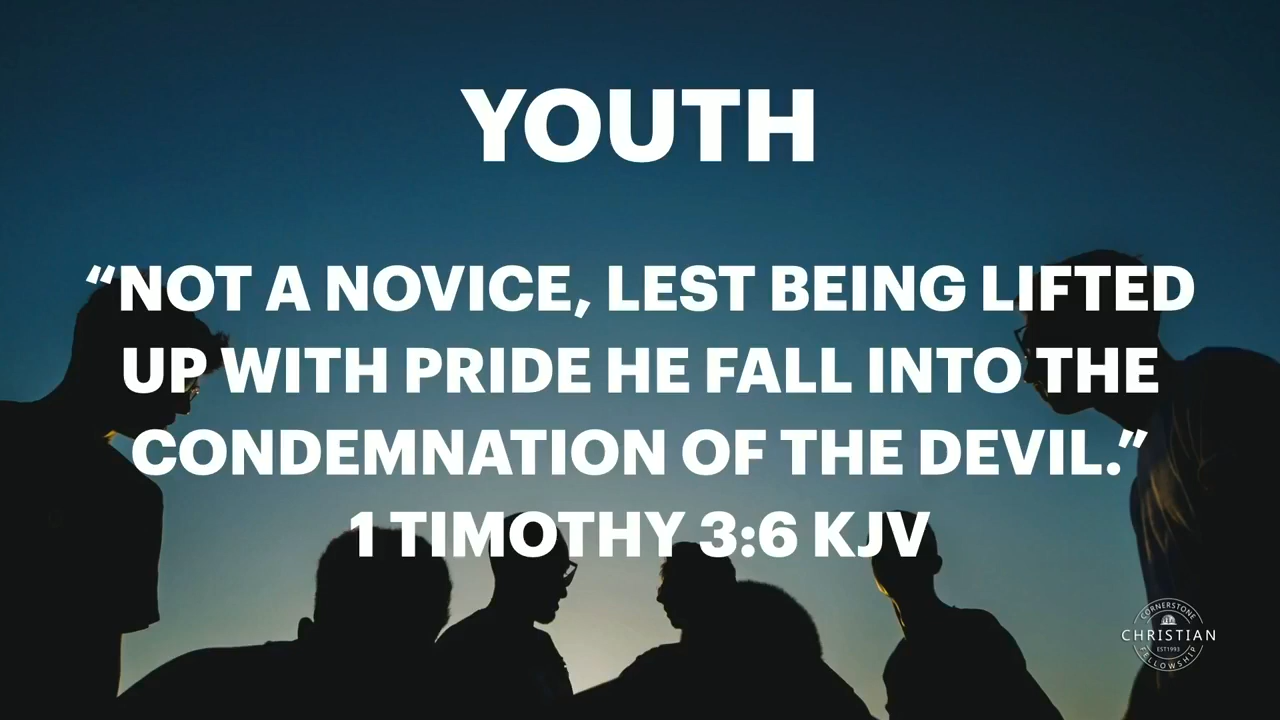 YOUTH
“NOT A NOVICE, LEST BEING LIFTED
UP WITH PRIDE HE FALL INTO THE
CONDEMNATION OF THE DEVIL.”
1 TIMOTHY 3:6 KJV
CORNERSTONE
CHRISTIAN
EST1993
FELLOWSHIP